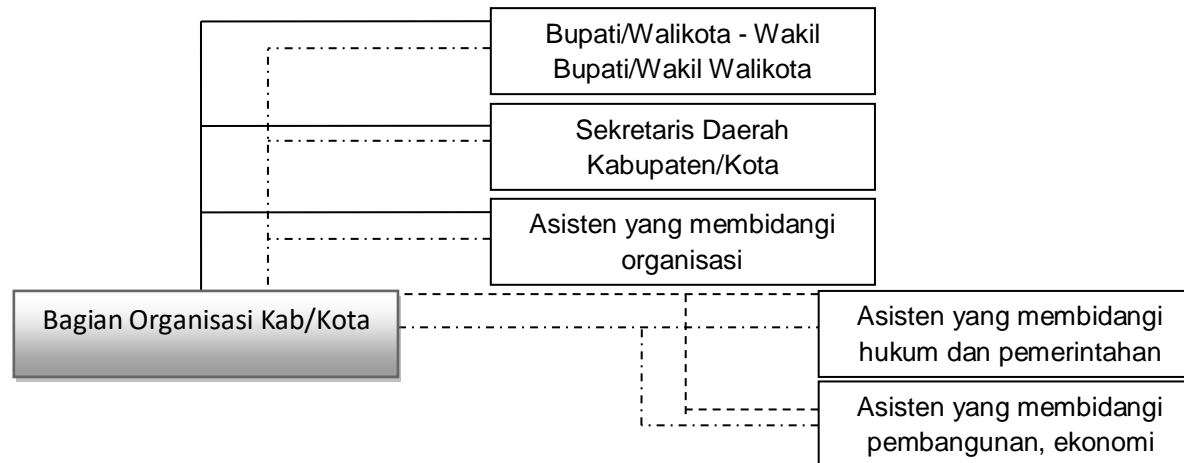 Bupati/Walikota - Wakil
Bupati/Wakil Walikota
Sekretaris Daerah
Kabupaten/Kota
Asisten yang membidangi
organisasi
Bagian Organisasi Kab/Kota
Asisten yang membidangi
hukum dan pemerintahan
Asisten yang membidangi
pembangunan, ekonomi